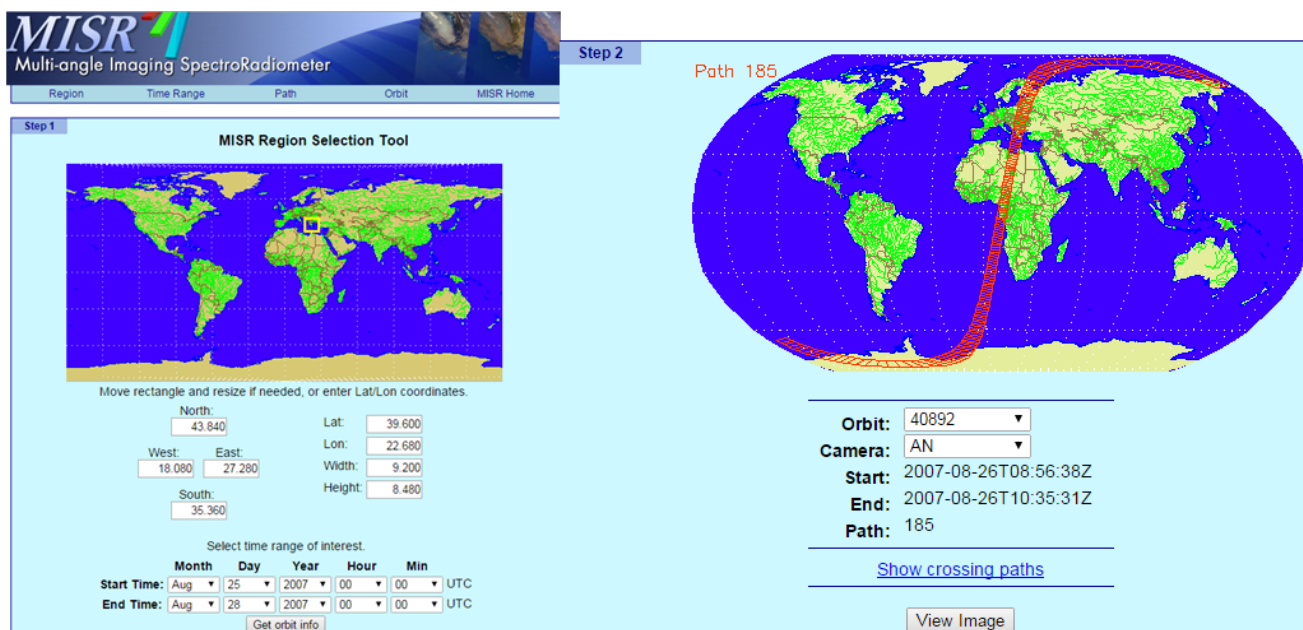 MISR
Multi-angle Imaging SpectroRadiometer
Region Time Range Path Orbit MISR Home
Step 1
MISR Region Selection Tool
Move rectangle and resize if needed, or enter Lat/Lon coordinates.
North:
43.840
West: East:
18.080 27.280
South:
35.360
Lat: 39.600
Lon: 22.680
Width: 9.200
Height: 8.480
Select time range of interest.
Month Day Year Hour Min
Start Time: Aug 25 2007 00 00 UTC
End Time: Aug 28 2007 00 00 UTC
Get orbit info
Step 2
Path 185
Orbit: 40892
Camera: AN
Start: 2007-08-26T08:56:38Z
End: 2007-08-26T10:35:31Z
Path: 185
Show crossing paths
View Image